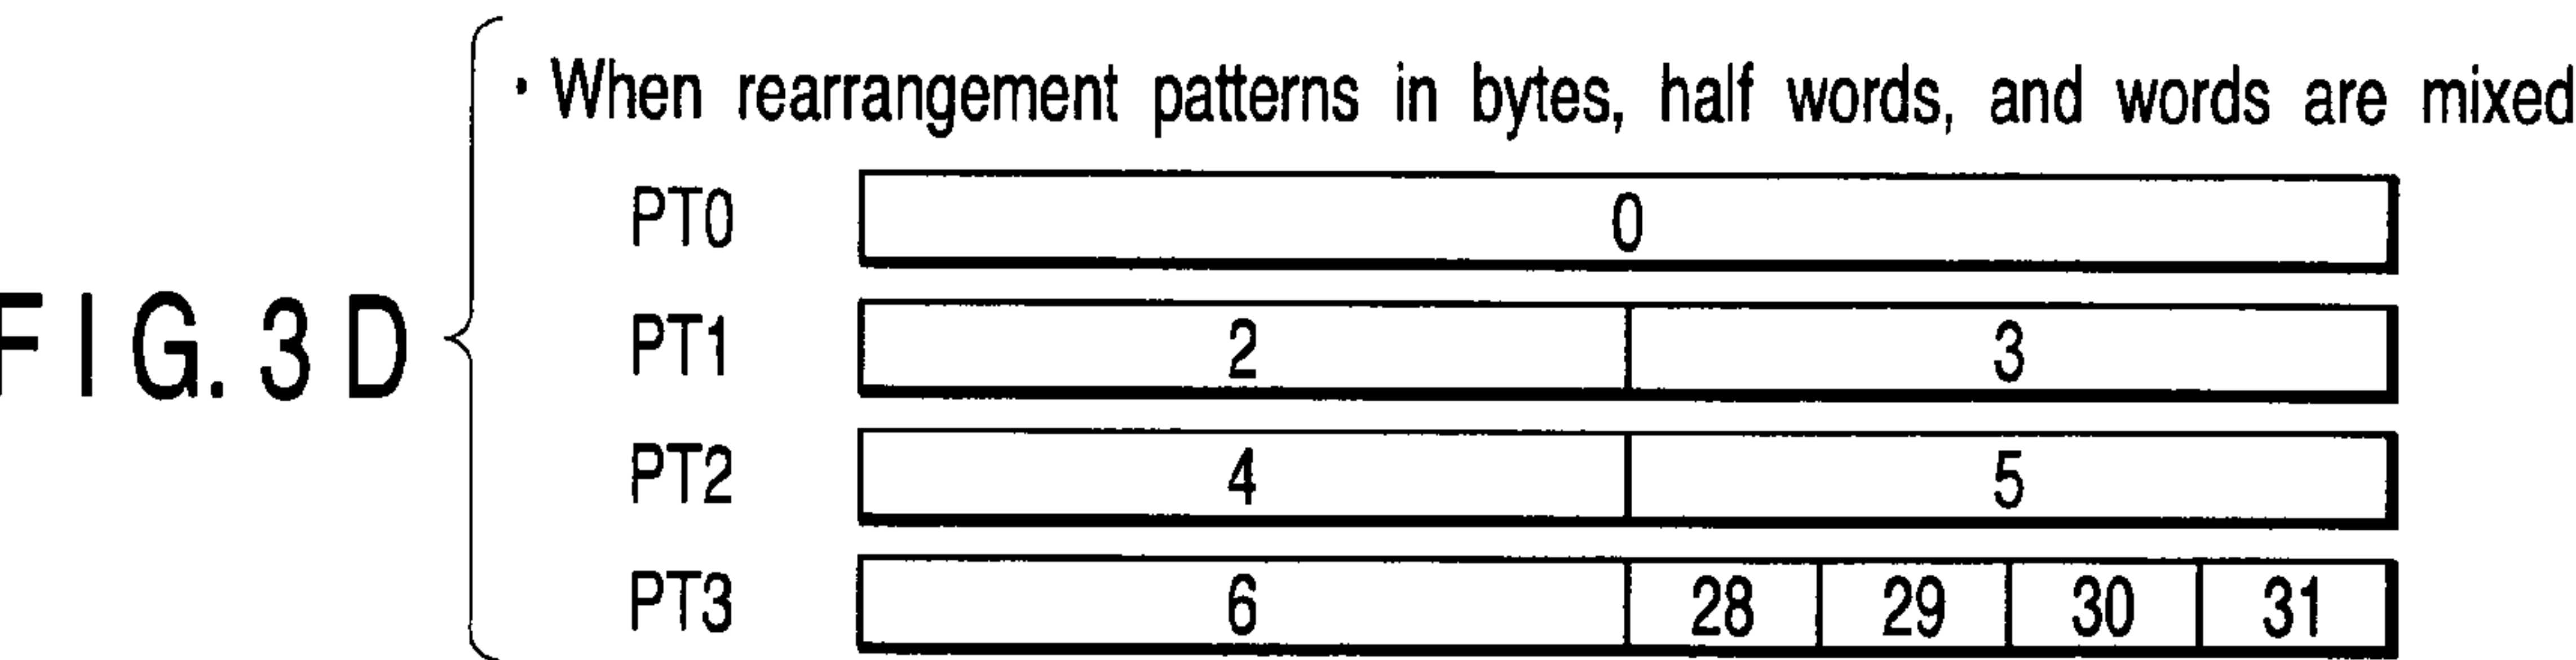 · When rearrangement patterns in bytes, half words, and words are mixed
PT0 0
PT1 2 3
FIG. 3D
PT2 4 5
PT3 6 28 29 30 31